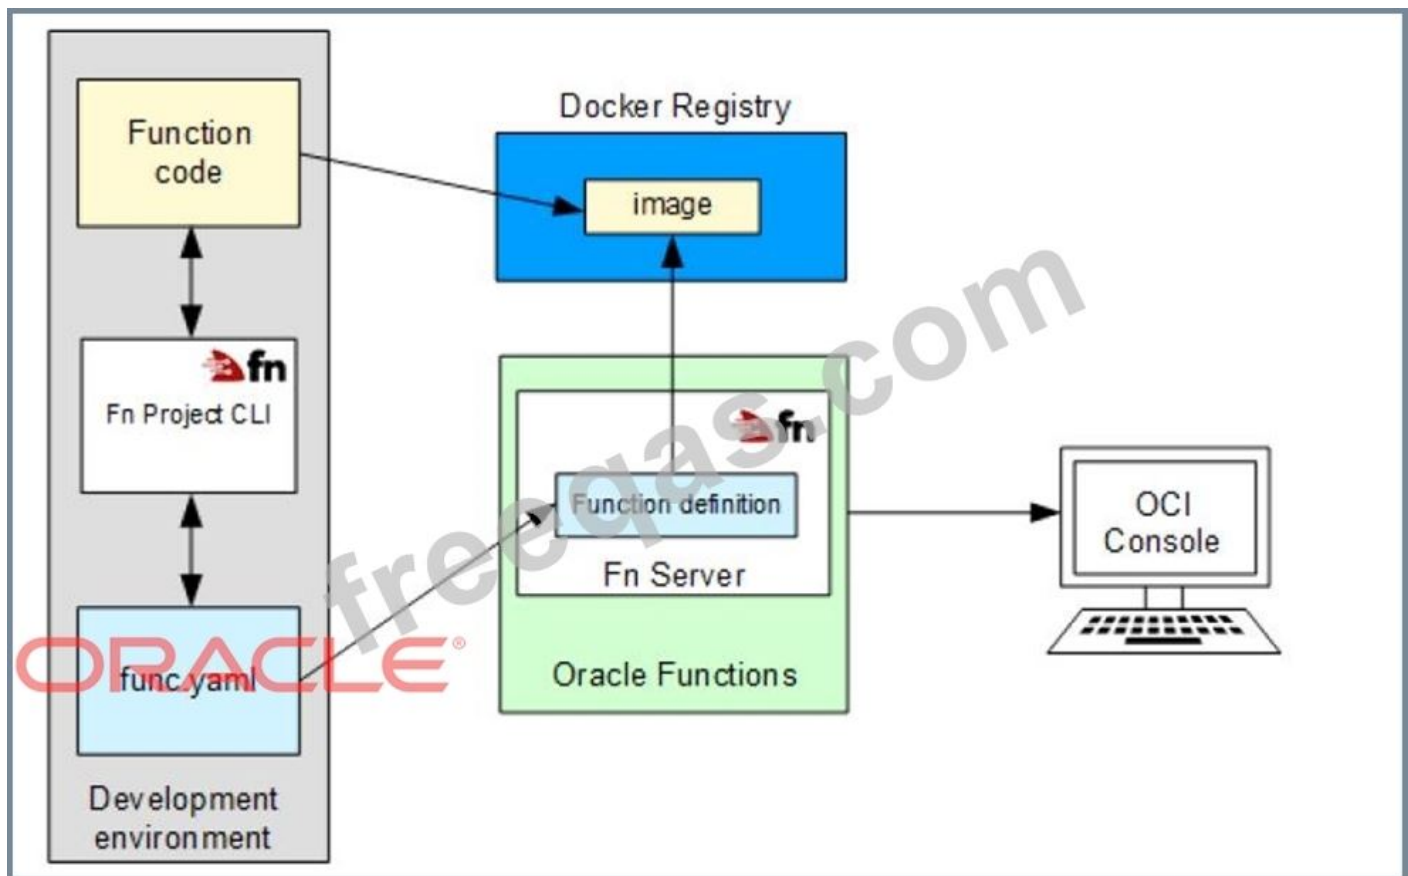 Function
code
fn
Fn Project CLI
func.yaml
ORACLE®
Development
environment
Docker Registry
image
fn
Function definition
Fn Server
Oracle Functions
OCI
Console
freeqas.com